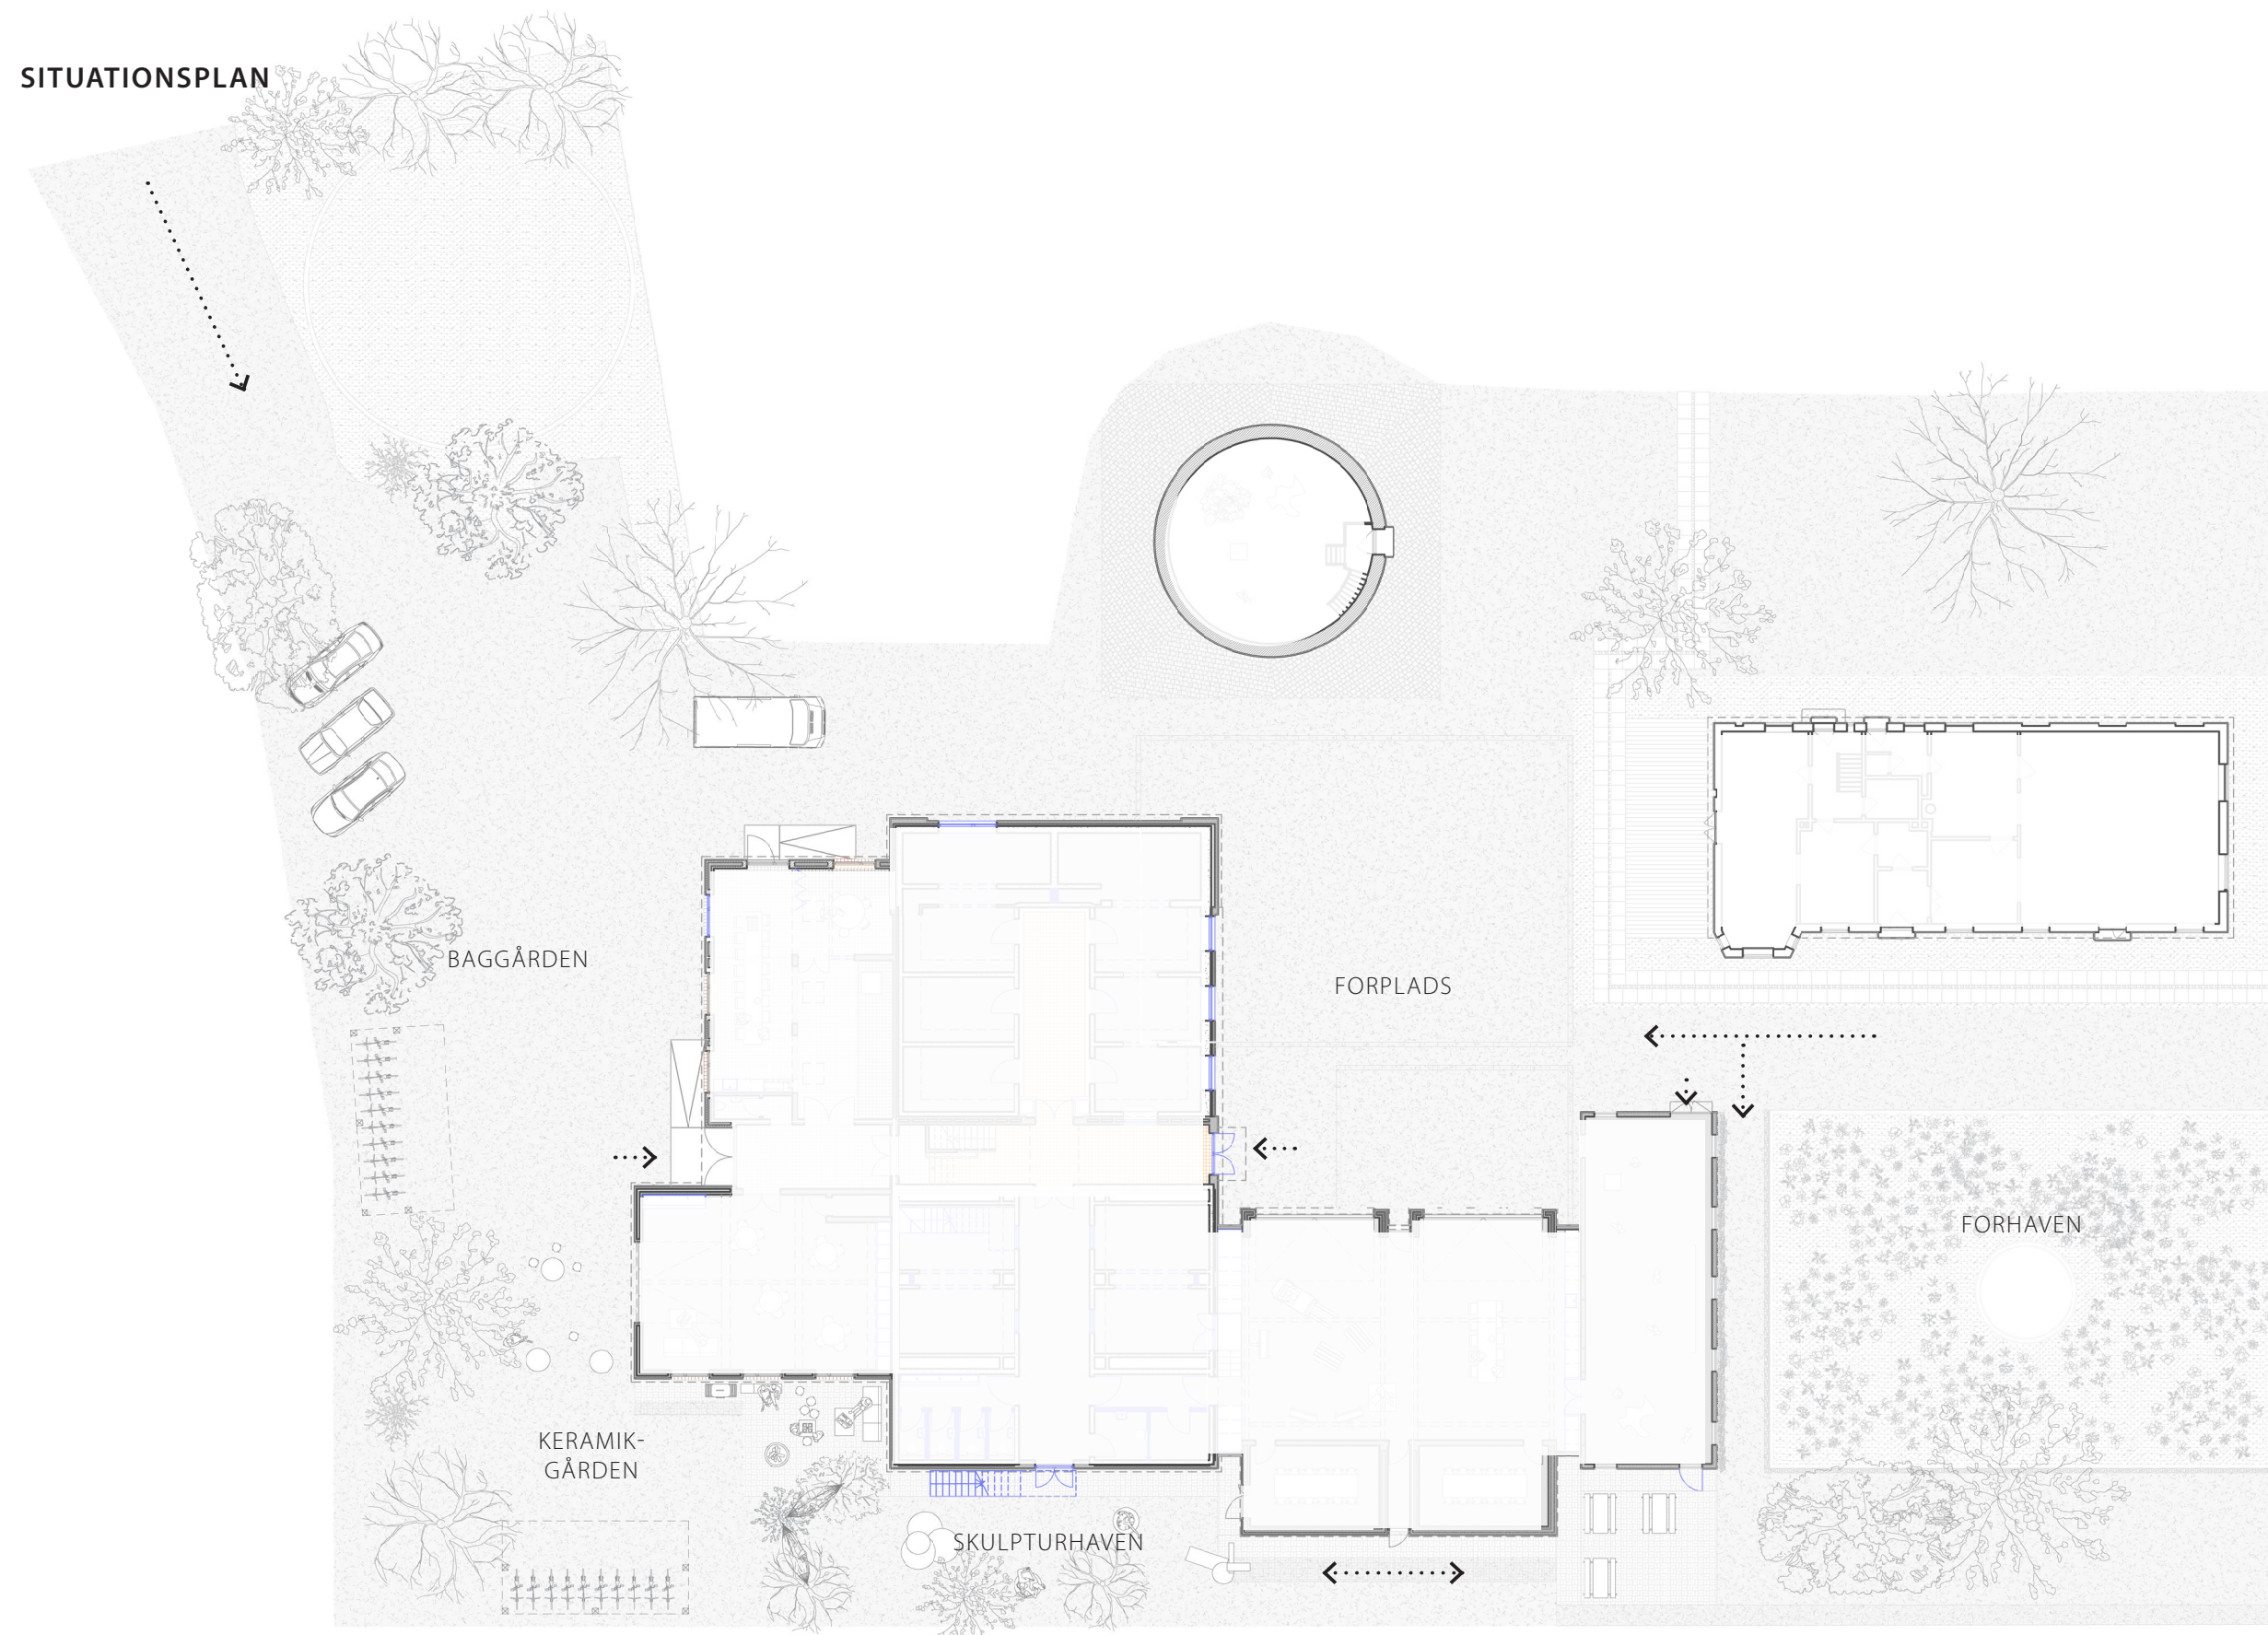 SITUATIONSPLAN
BAGGÅRDEN
FORPLADS
FORHAVEN
KERAMIK-
GÅRDEN
SKULPTURHAVEN